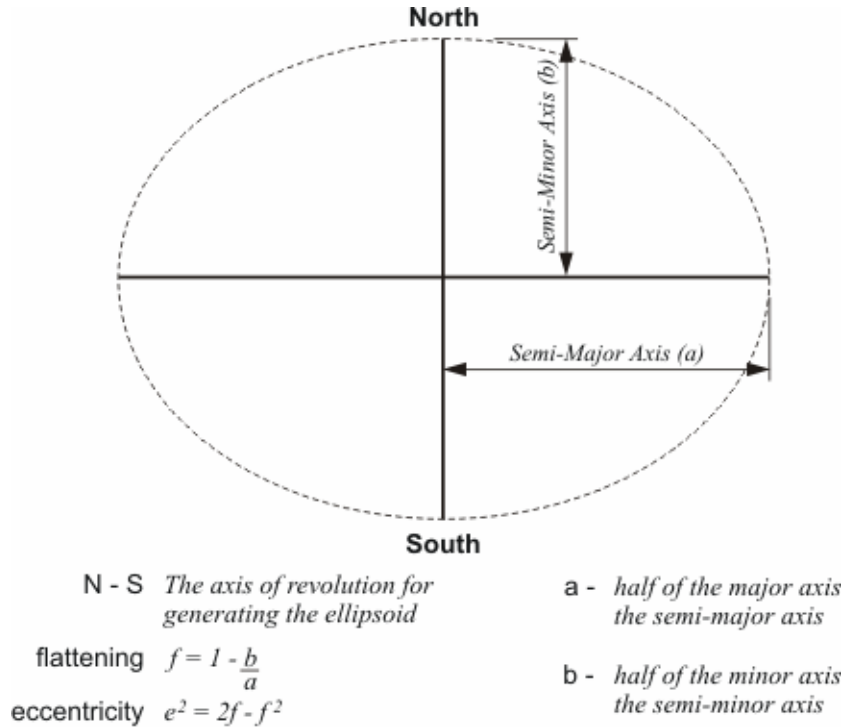 North
Semi-Minor Axis (b)
Semi-Major Axis (a)
South
N - S The axis of revolution for
generating the ellipsoid
flattening f = 1 - b/a
eccentricity e² = 2f - f²
a - half of the major axis
the semi-major axis
b - half of the minor axis
the semi-minor axis